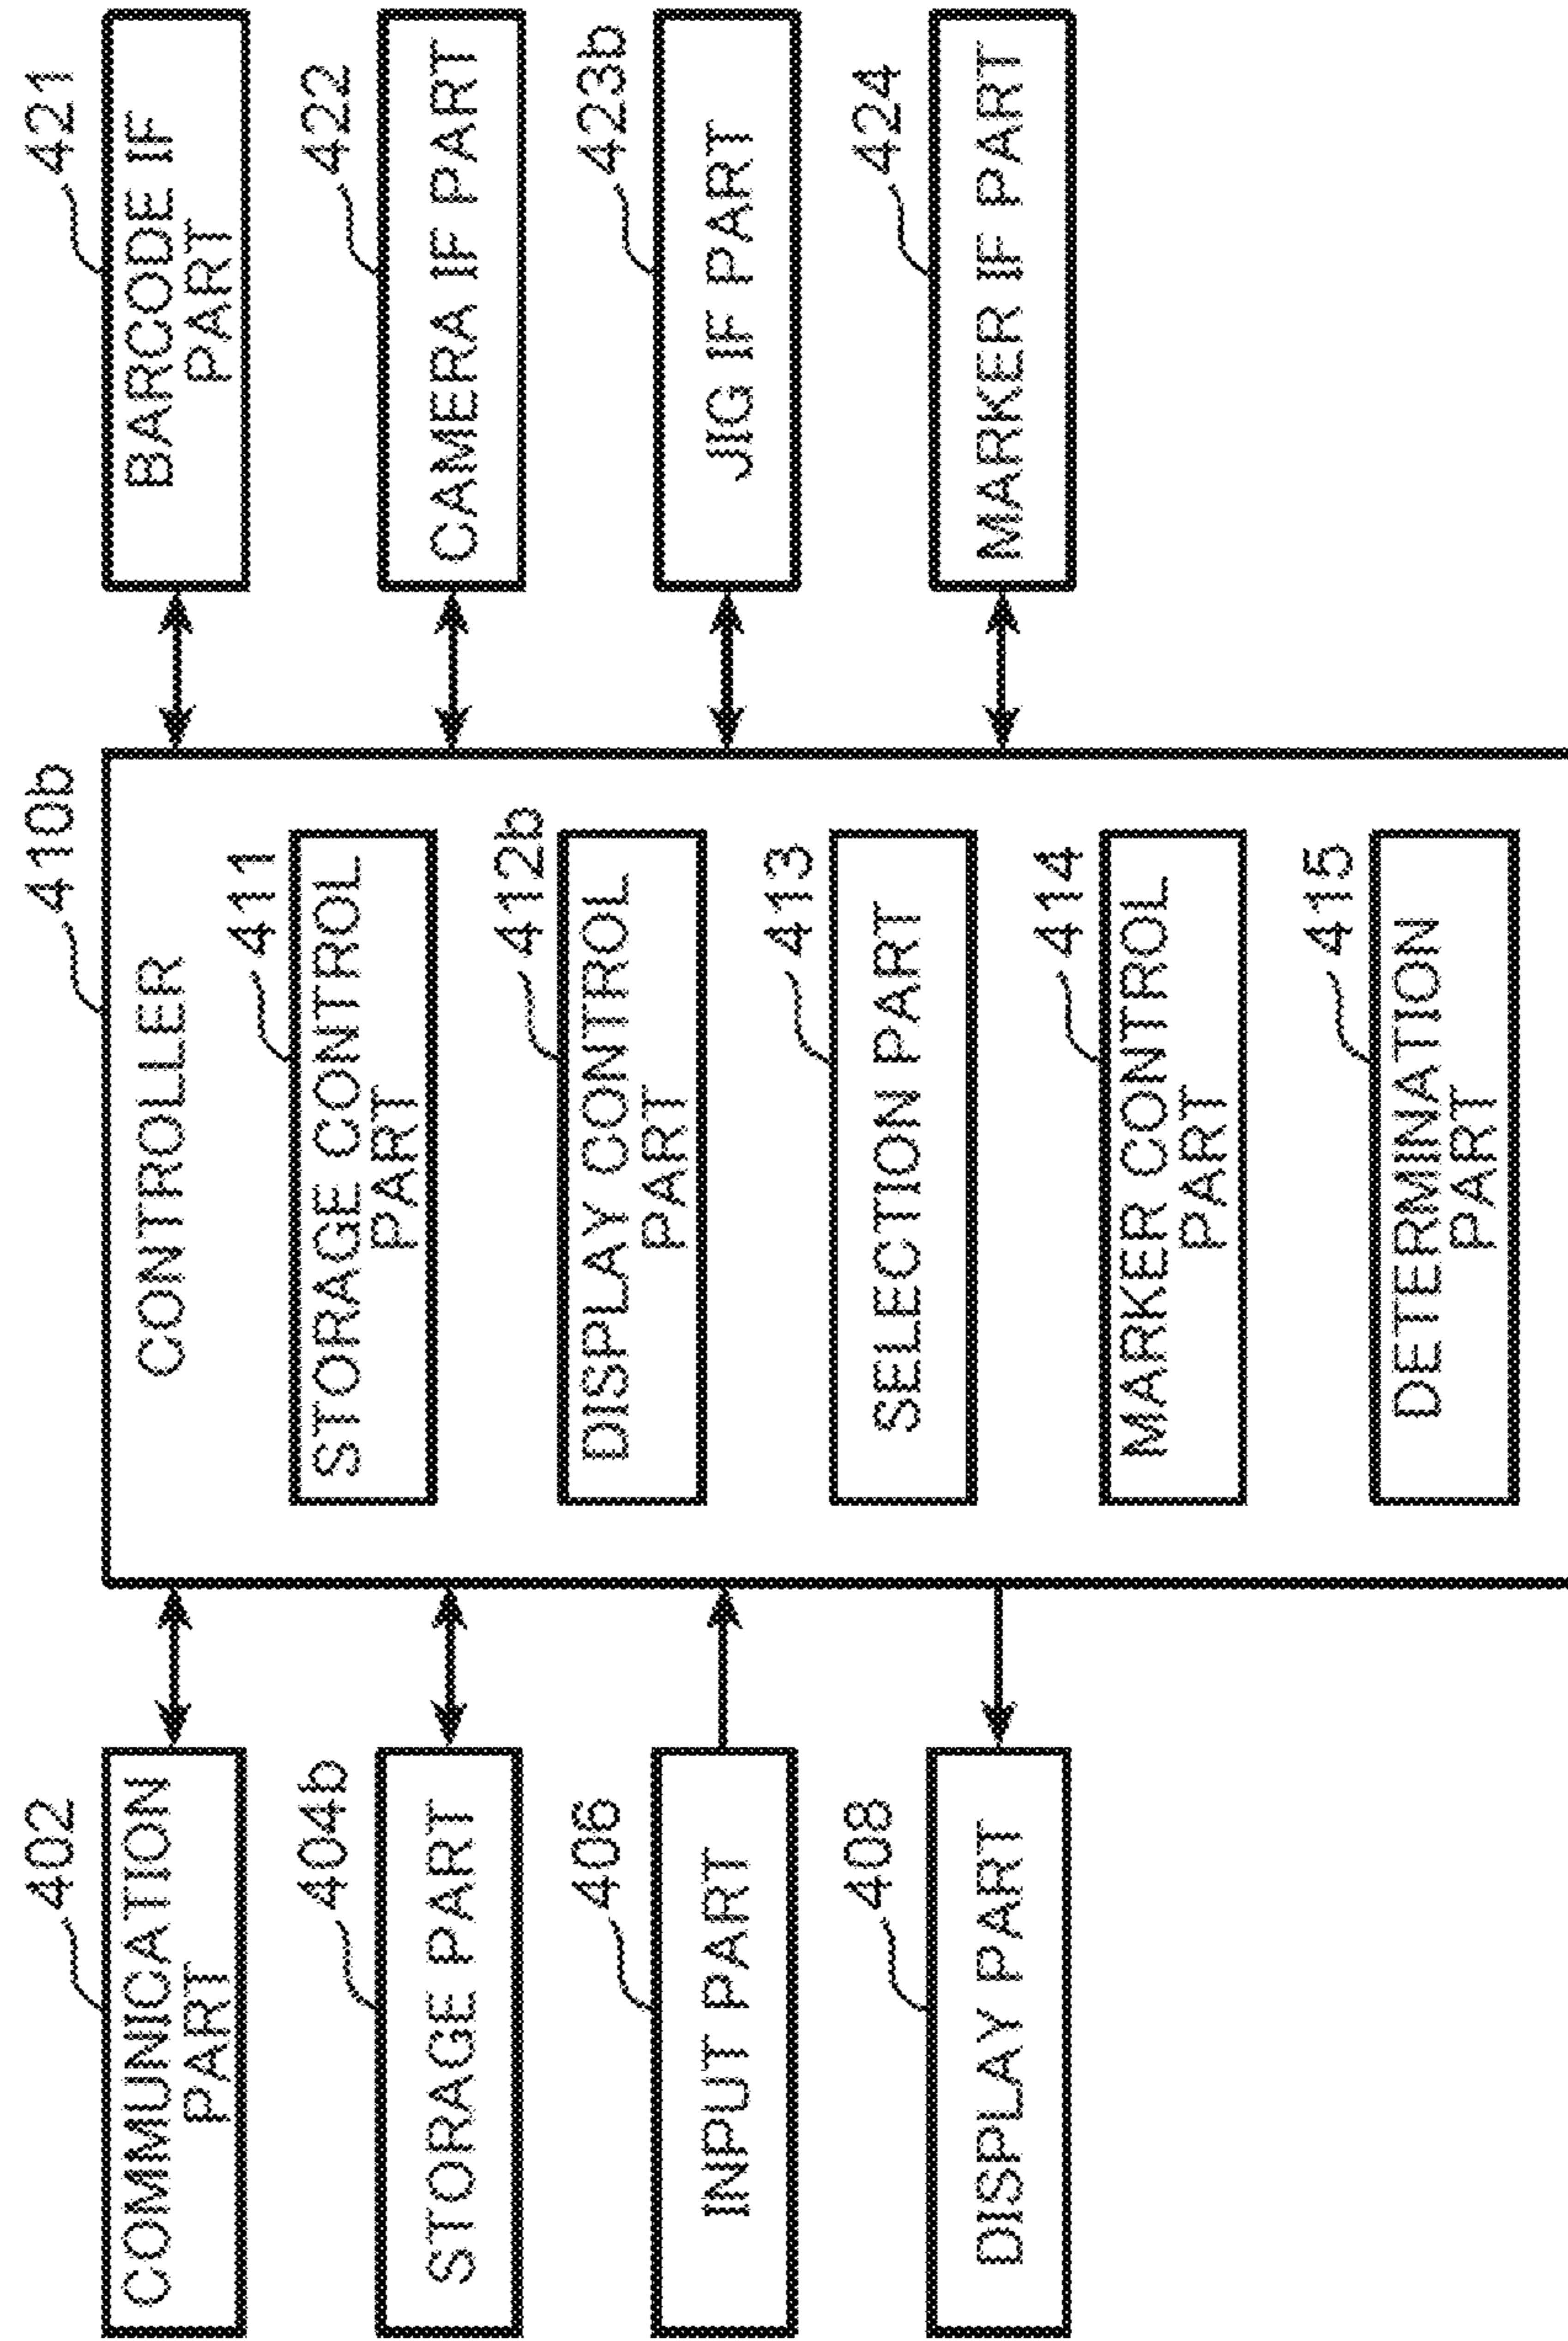 402
COMMUNICATION
PART
404b
STORAGE PART
406
INPUT PART
408
DISPLAY PART
410b
CONTROLLER
411
STORAGE CONTROL
PART
412b
DISPLAY CONTROL
PART
413
SELECTION PART
414
MARKER CONTROL
PART
415
DETERMINATION
PART
421
BARCODE IF
PART
422
CAMERA IF PART
423b
JIG IF PART
424
MARKER IF PART